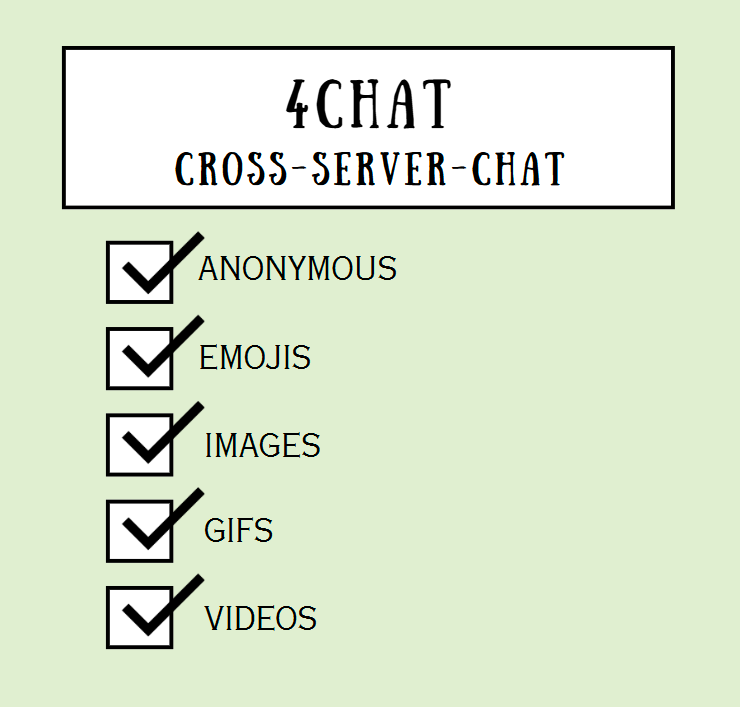 4CHAT
CROSS-SERVER-CHAT
ANONYMOUS
EMOJIS
IMAGES
GIFS
VIDEOS